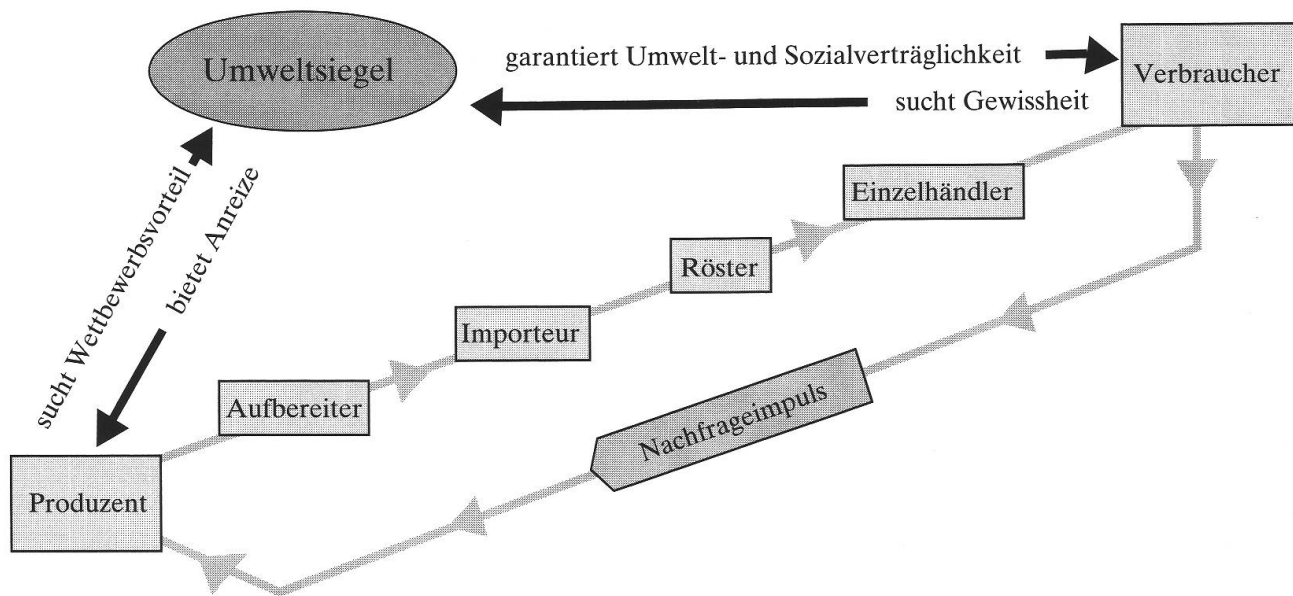 Umweltsiegel
garantiert Umwelt- und Sozialverträglichkeit
Verbraucher
sucht Gewissheit
sucht Wettbewerbsvorteil
bietet Anreize
Einzelhändler
Röster
Importeur
Aufbereiter
Nachfrageimpuls
Produzent